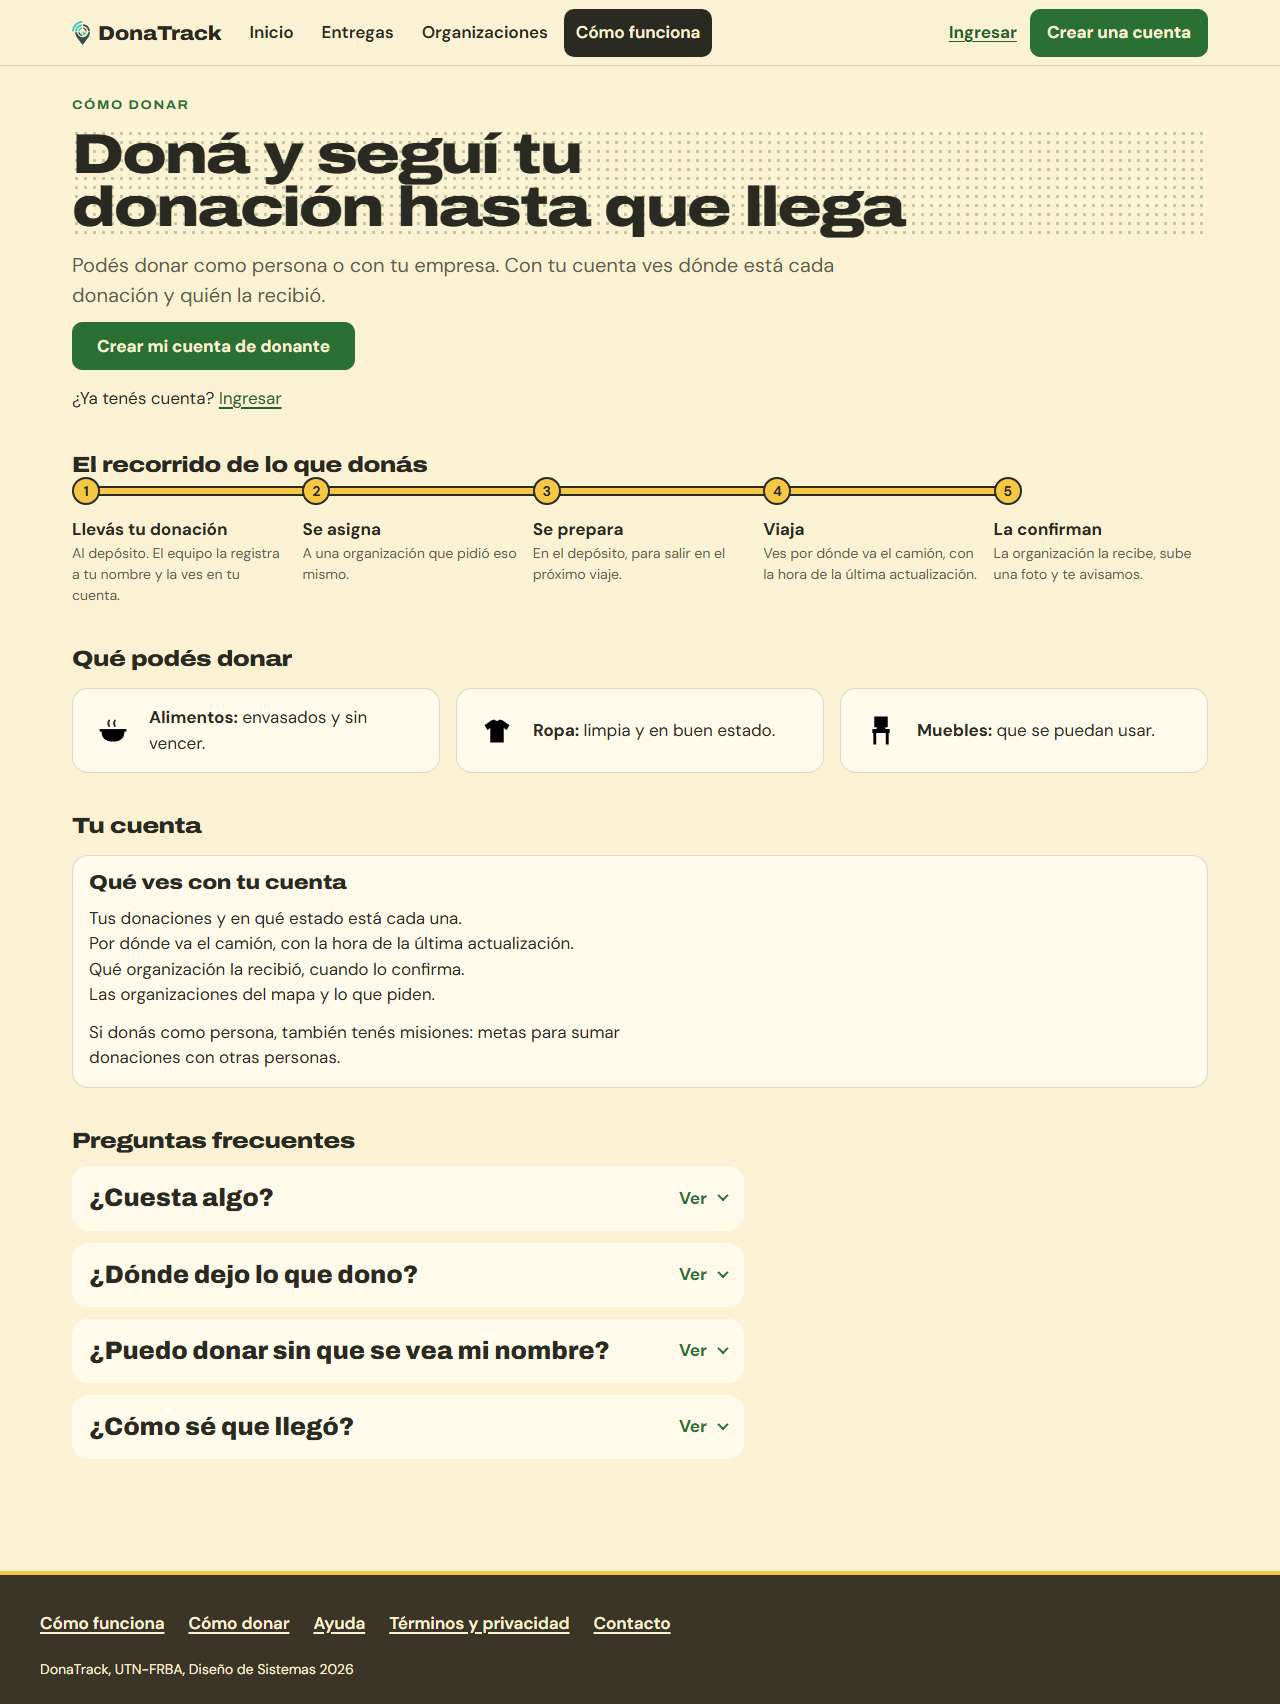 DonaTrack Inicio Entregas Organizaciones Cómo funciona Ingresar Crear una cuenta
CÓMO DONAR
Doná y seguí tu
donación hasta que llega
Podés donar como persona o con tu empresa. Con tu cuenta ves dónde está cada
donación y quién la recibió.
Crear mi cuenta de donante
¿Ya tenés cuenta? Ingresar
El recorrido de lo que donás
1 2 3 4 5
Llevás tu donación
Al depósito. El equipo la registra
a tu nombre y la ves en tu
cuenta.
Se asigna
A una organización que pidió eso
mismo.
Se prepara
En el depósito, para salir en el
próximo viaje.
Viaja
Ves por dónde va el camión, con
la hora de la última actualización.
La confirman
La organización la recibe, sube
una foto y te avisamos.
Qué podés donar
Alimentos: envasados y sin
vencer.
Ropa: limpia y en buen estado.
Muebles: que se puedan usar.
Tu cuenta
Qué ves con tu cuenta
Tus donaciones y en qué estado está cada una.
Por dónde va el camión, con la hora de la última actualización.
Qué organización la recibió, cuando lo confirma.
Las organizaciones del mapa y lo que piden.
Si donás como persona, también tenés misiones: metas para sumar
donaciones con otras personas.
Preguntas frecuentes
¿Cuesta algo? Ver
¿Dónde dejo lo que dono? Ver
¿Puedo donar sin que se vea mi nombre? Ver
¿Cómo sé que llegó? Ver
Cómo funciona Cómo donar Ayuda Términos y privacidad Contacto
DonaTrack, UTN-FRBA, Diseño de Sistemas 2026